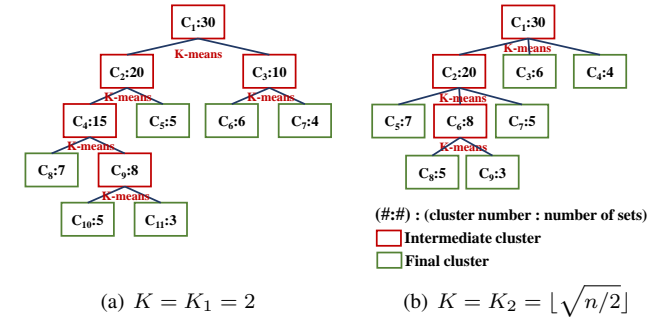 C₁:30
K-means
C₂:20
C₃:10
K-means
K-means
C₄:15
C₅:5
C₆:6
C₇:4
K-means
C₈:7
C₉:8
K-means
C₁₀:5
C₁₁:3
(a) K = K₁ = 2
C₁:30
K-means
C₂:20
C₃:6
C₄:4
K-means
C₅:7
C₆:8
C₇:5
K-means
C₈:5
C₉:3
(#:#) : (cluster number : number of sets)
Intermediate cluster
Final cluster
(b) K = K₂ = ⌊√n/2⌋